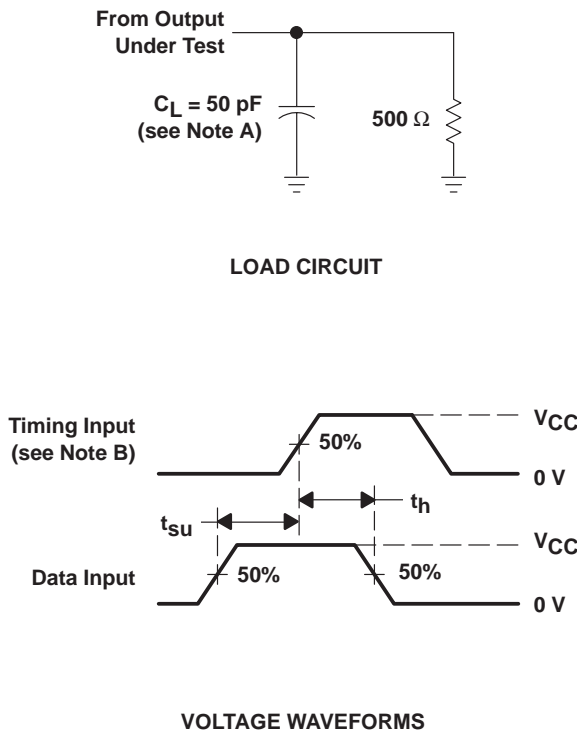 From Output
Under Test
CL = 50 pF
(see Note A)
500 Ω
LOAD CIRCUIT
Timing Input
(see Note B)
50%
VCC
0 V
th
tsu
Data Input
50%
50%
VCC
0 V
VOLTAGE WAVEFORMS